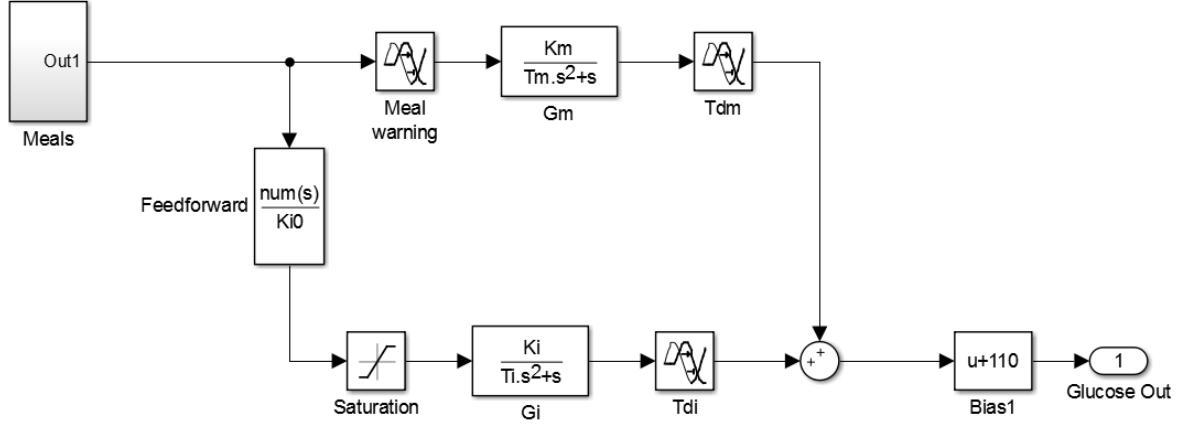 Out1
Meals
Meal
warning
Km
Tm.s²+s
Gm
Tdm
Feedforward
num(s)
Ki0
Saturation
Ki
Ti.s²+s
Gi
Tdi
++
u+110
Bias1
1
Glucose Out